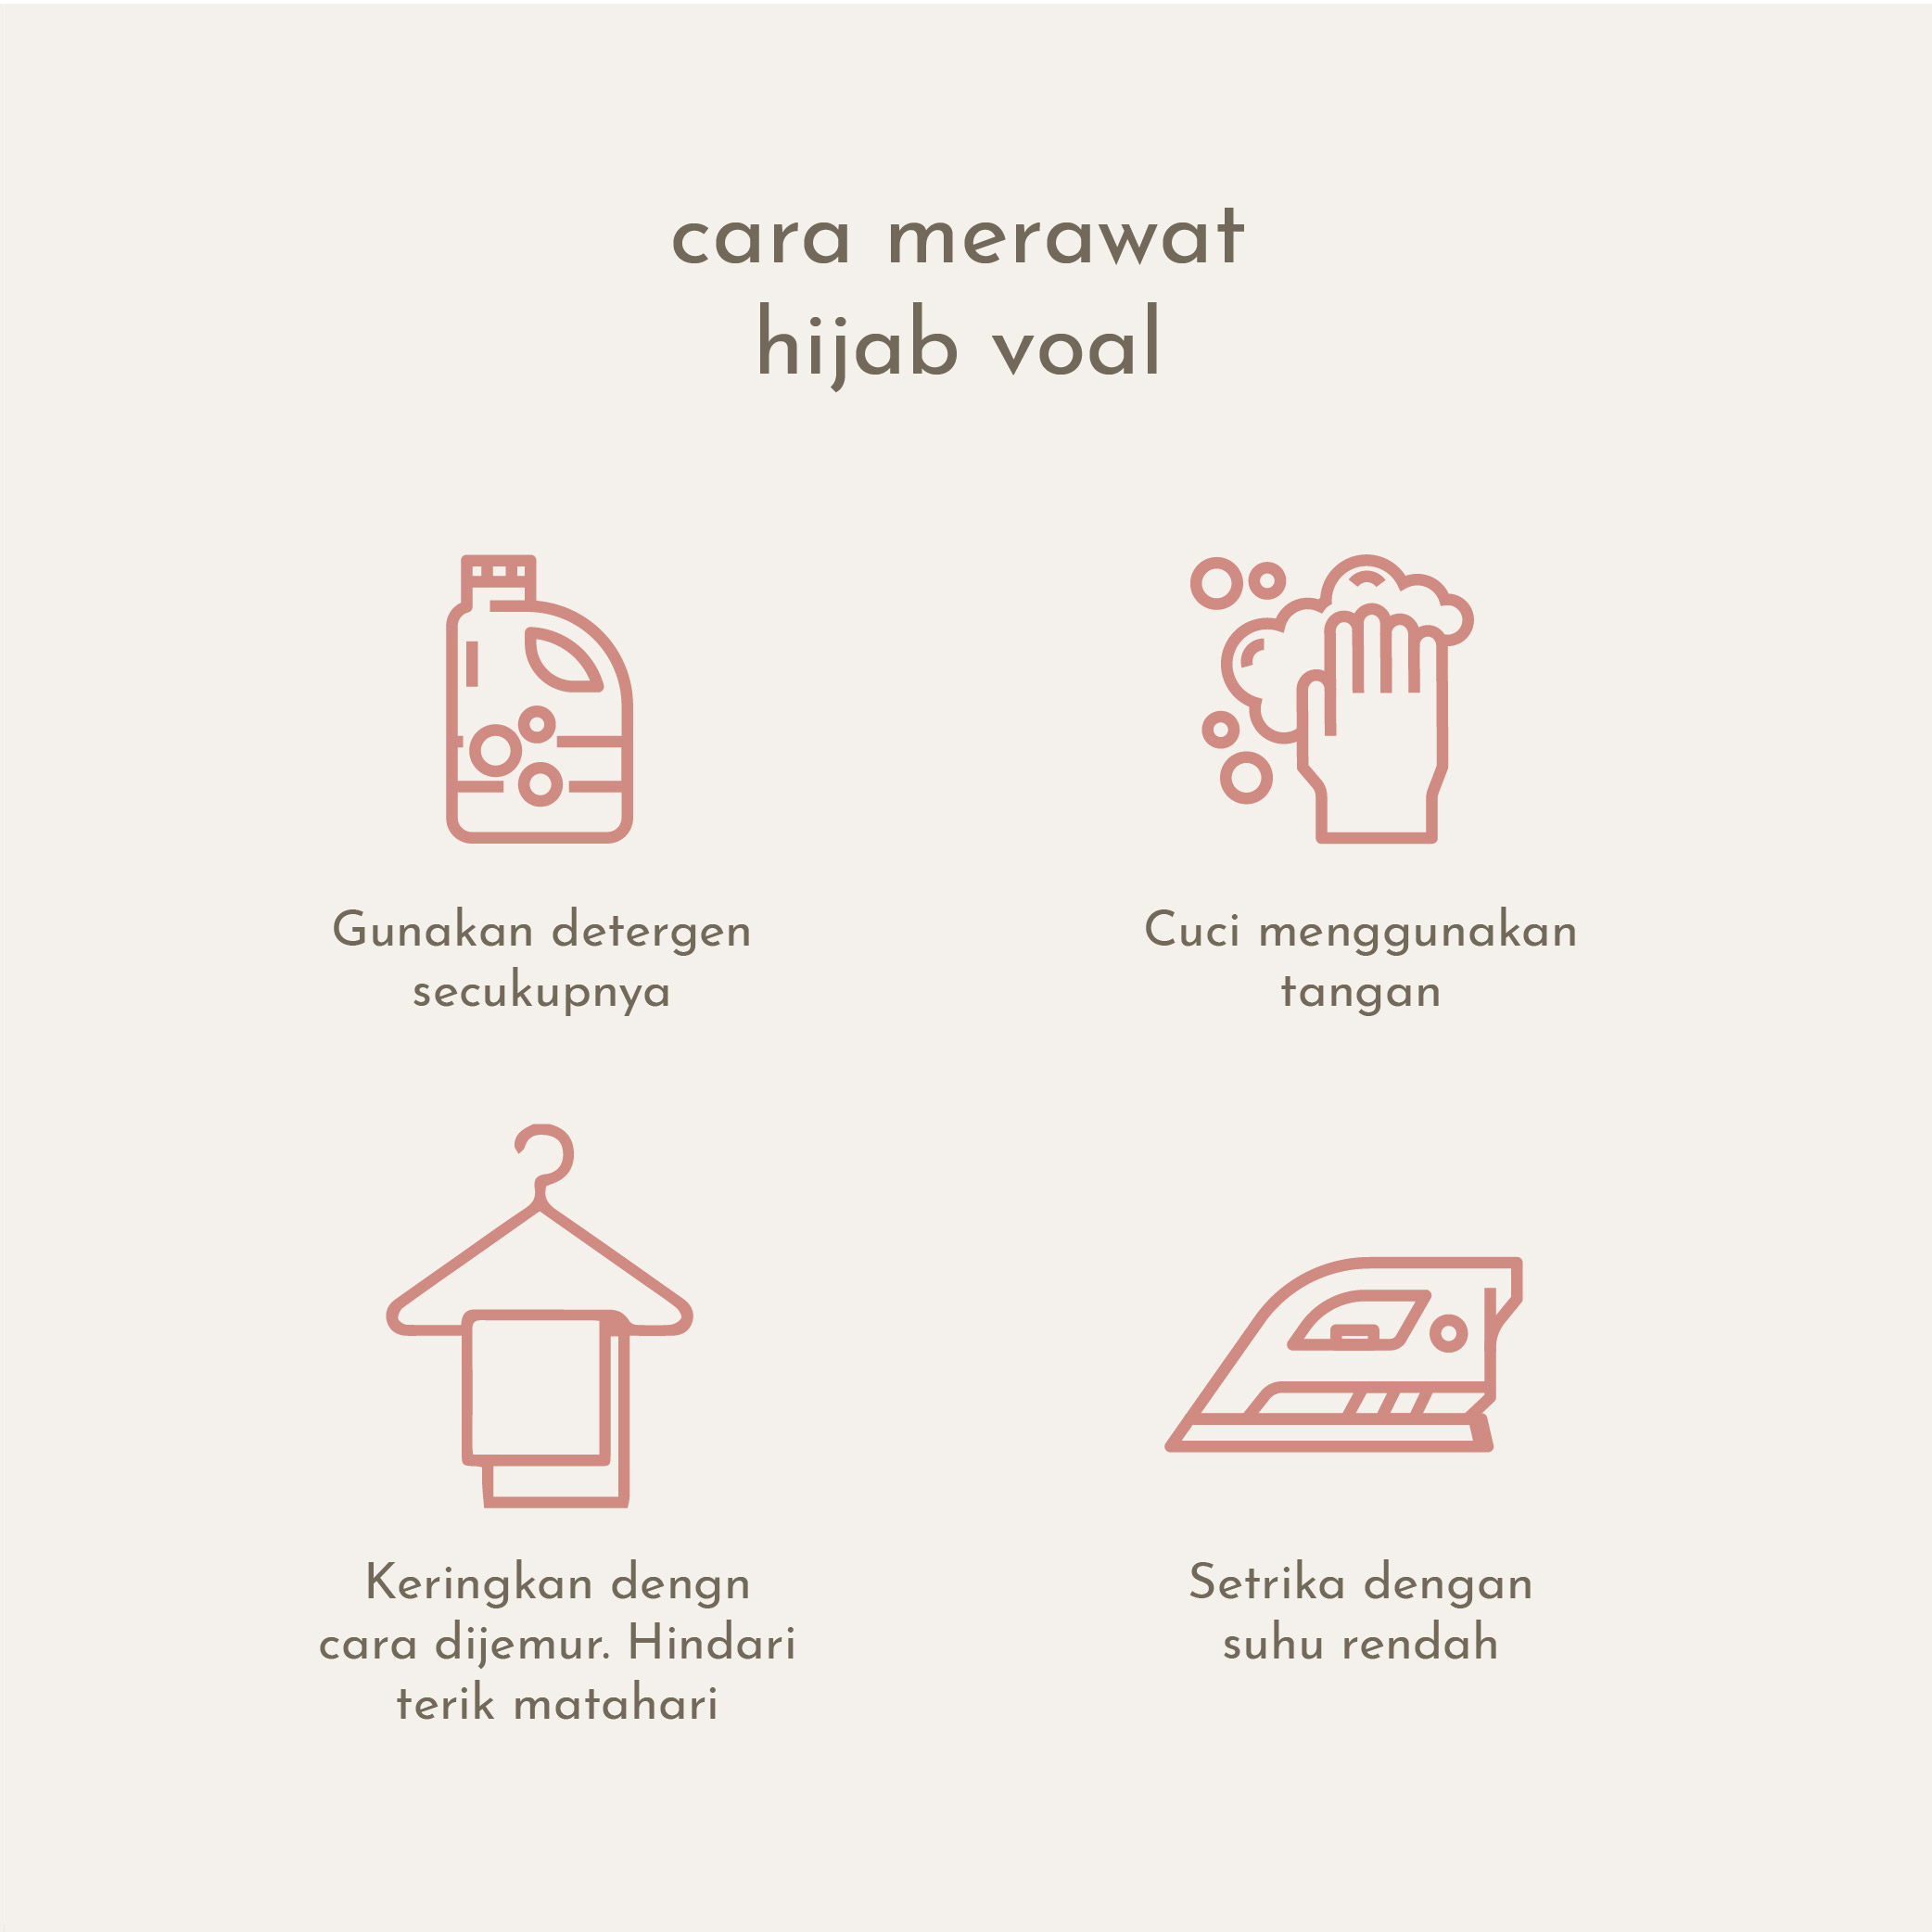 cara merawat
hijab voal
Gunakan detergen
secukupnya
Cuci menggunakan
tangan
Keringkan dengn
cara dijemur. Hindari
terik matahari
Setrika dengan
suhu rendah